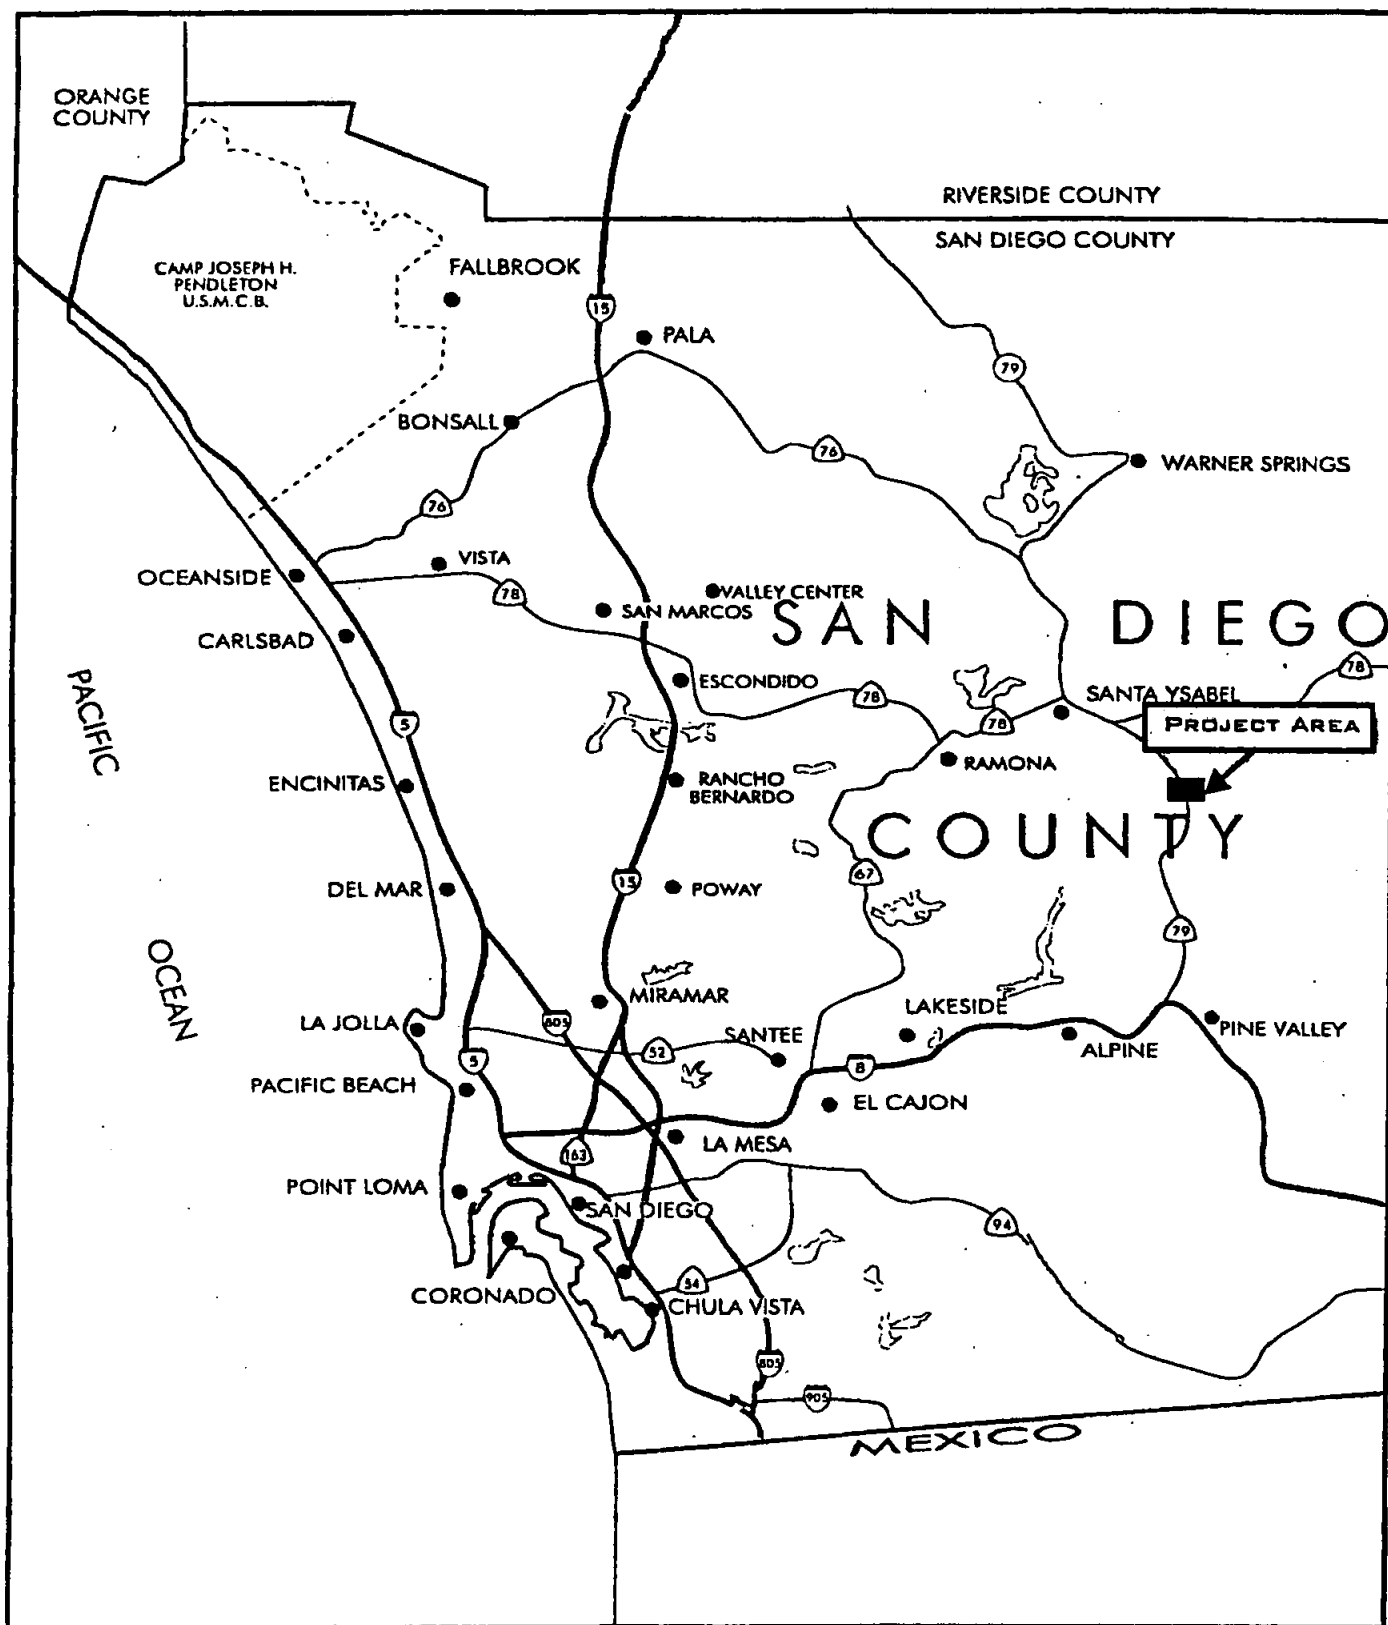 ORANGE
COUNTY
RIVERSIDE COUNTY
SAN DIEGO COUNTY
CAMP JOSEPH H.
PENDLETON
U.S.M.C.B.
FALLBROOK
15
PALA
79
BONSALL
76
WARNER SPRINGS
76
VISTA
OCEANSIDE
78
VALLEY CENTER
SAN MARCOS
SAN DIEGO
CARLSBAD
78
PACIFIC
ESCONDIDO
78
SANTA YSABEL
5
78
PROJECT AREA
RAMONA
ENCINITAS
RANCHO
BERNARDO
COUNTY
67
15
DEL MAR
POWAY
79
OCEAN
MIRAMAR
LAKESIDE
LA JOLLA
805
SANTEE
PINE VALLEY
52
ALPINE
5
8
PACIFIC BEACH
EL CAJON
LA MESA
163
POINT LOMA
SAN DIEGO
94
54
CORONADO
CHULA VISTA
805
905
MEXICO